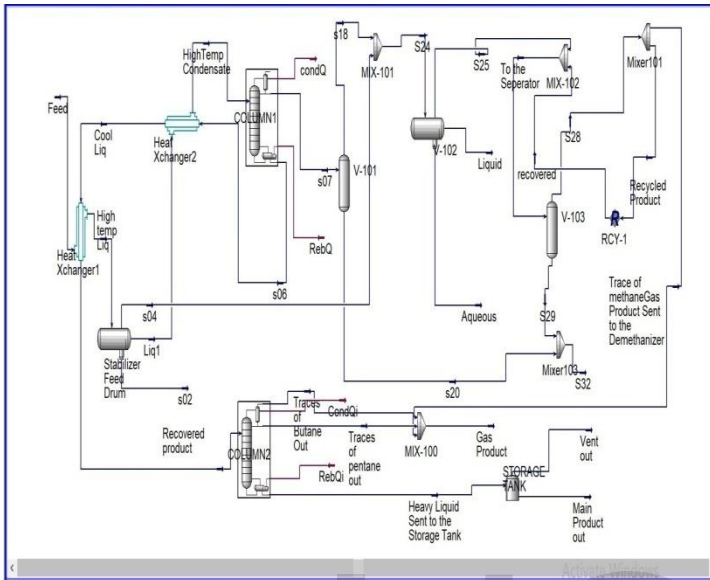 s18
S24
MIX-101
S25
To the
Seperator
MIX-102
Mixer101
HighTemp
Condensate
condQ
Feed
COLUMN1
S28
Cool
Liq
Heat
Xchanger2
V-102
Liquid
s07
V-101
recovered
Recycled
Product
RebQ
V-103
RCY-1
High
temp
Liq
Heat
Xchanger1
s06
s04
Aqueous
S29
Trace of
methaneGas
Product Sent
to the
Demethanizer
Liq1
Stabilizer
Feed
Drum
s02
s20
Mixer103
S32
Traces
of
Butane
Out
CondQi
Recovered
product
COLUMN2
Traces
of
pentane
out
MIX-100
Gas
Product
Vent
out
RebQi
STORAGE
TANK
Heavy Liquid
Sent to the
Storage Tank
Main
Product
out
Activate Windows